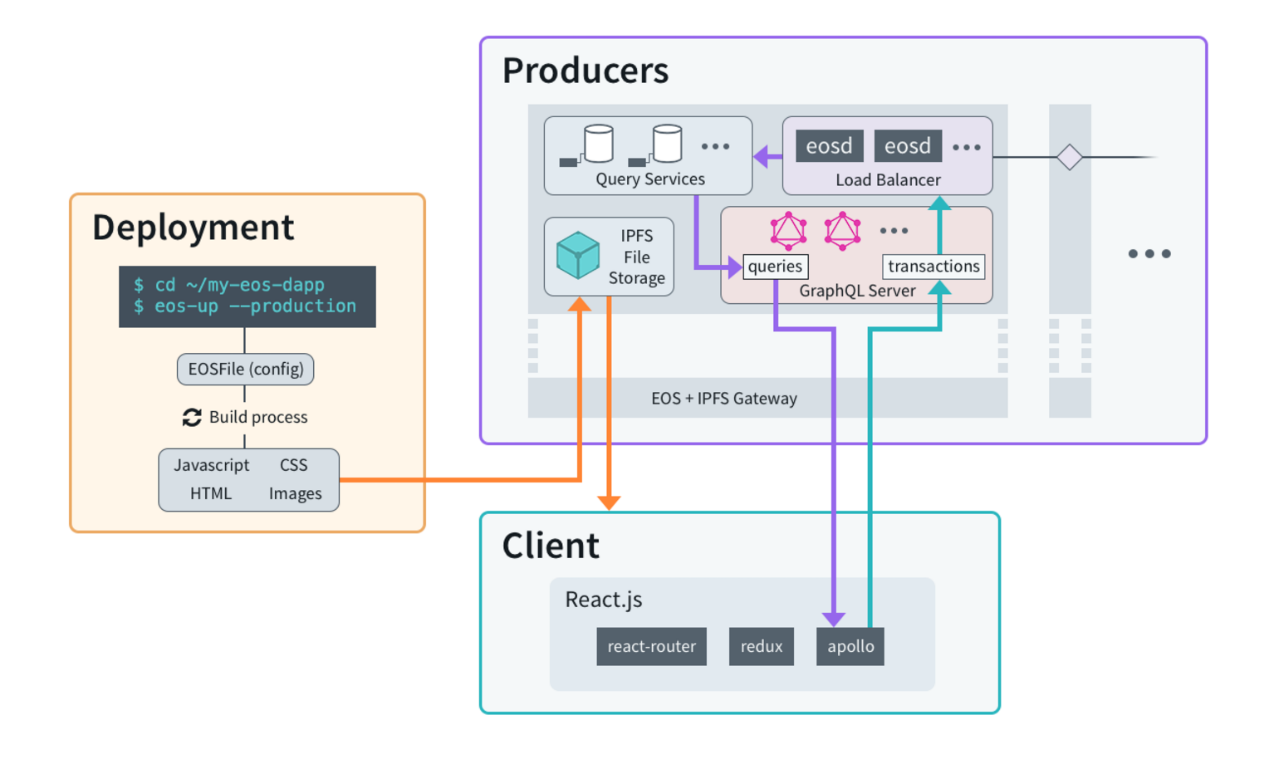 Producers
eosd eosd
Query Services
Load Balancer
IPFS
File
Storage
queries
transactions
GraphQL Server
EOS + IPFS Gateway
Deployment
$ cd ~/my-eos-dapp
$ eos-up --production
EOSFile (config)
Build process
Javascript CSS
HTML Images
Client
React.js
react-router redux apollo